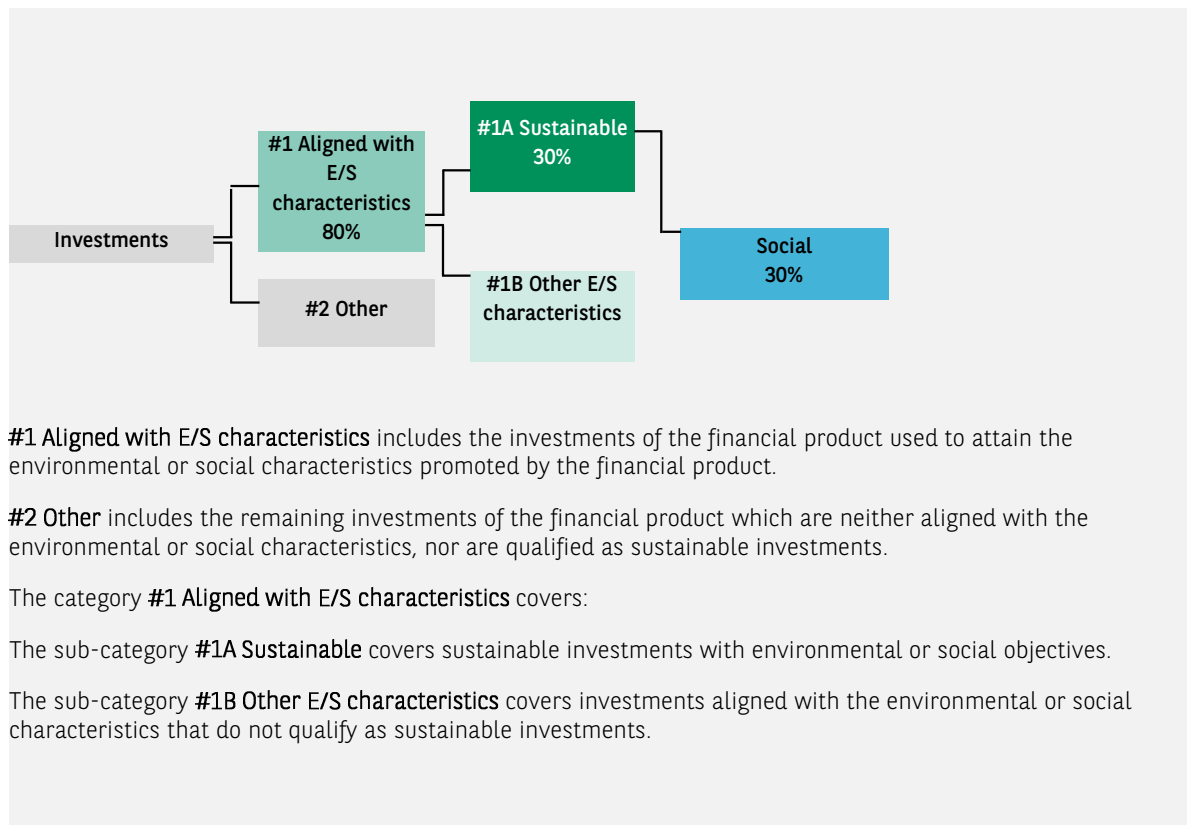 #1A Sustainable
30%
#1 Aligned with
E/S
characteristics
80%
Investments
Social
30%
#1B Other E/S
characteristics
#2 Other
#1 Aligned with E/S characteristics includes the investments of the financial product used to attain the
environmental or social characteristics promoted by the financial product.
#2 Other includes the remaining investments of the financial product which are neither aligned with the
environmental or social characteristics, nor are qualified as sustainable investments.
The category #1 Aligned with E/S characteristics covers:
The sub-category #1A Sustainable covers sustainable investments with environmental or social objectives.
The sub-category #1B Other E/S characteristics covers investments aligned with the environmental or social
characteristics that do not qualify as sustainable investments.